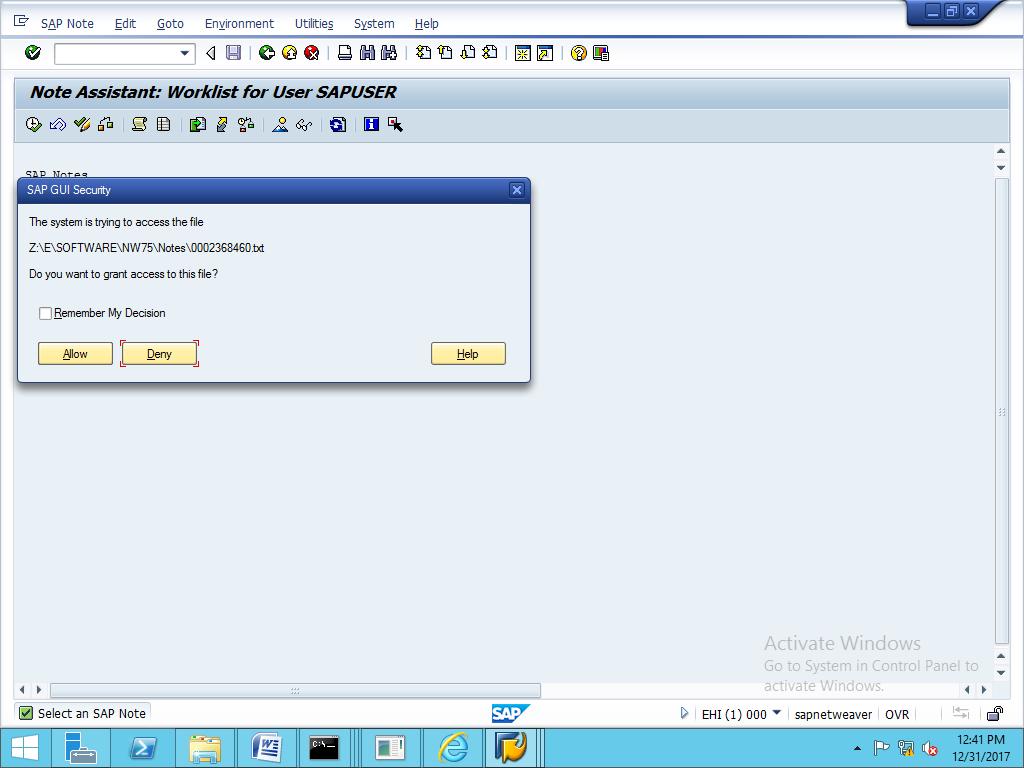 SAP Note Edit Goto Environment Utilities System Help
Note Assistant: Worklist for User SAPUSER
SAP Notes
SAP GUI Security
The system is trying to access the file
Z:\E\SOFTWARE\NW75\Notes\0002368460.txt
Do you want to grant access to this file?
Remember My Decision
Allow Deny Help
Activate Windows
Go to System in Control Panel to
activate Windows.
Select an SAP Note SAP EHI (1) 000 sapnetweaver OVR
12:41 PM
12/31/2017